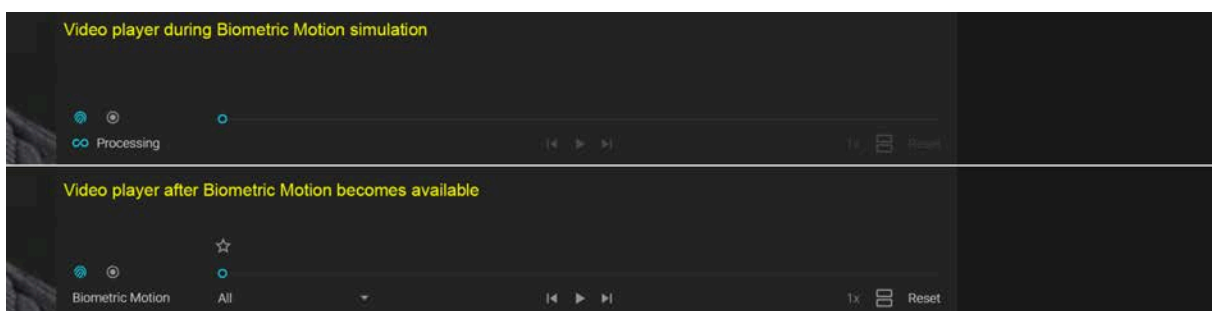 Video player during Biometric Motion simulation
Processing
1x Reset
Video player after Biometric Motion becomes available
Biometric Motion All 1x Reset